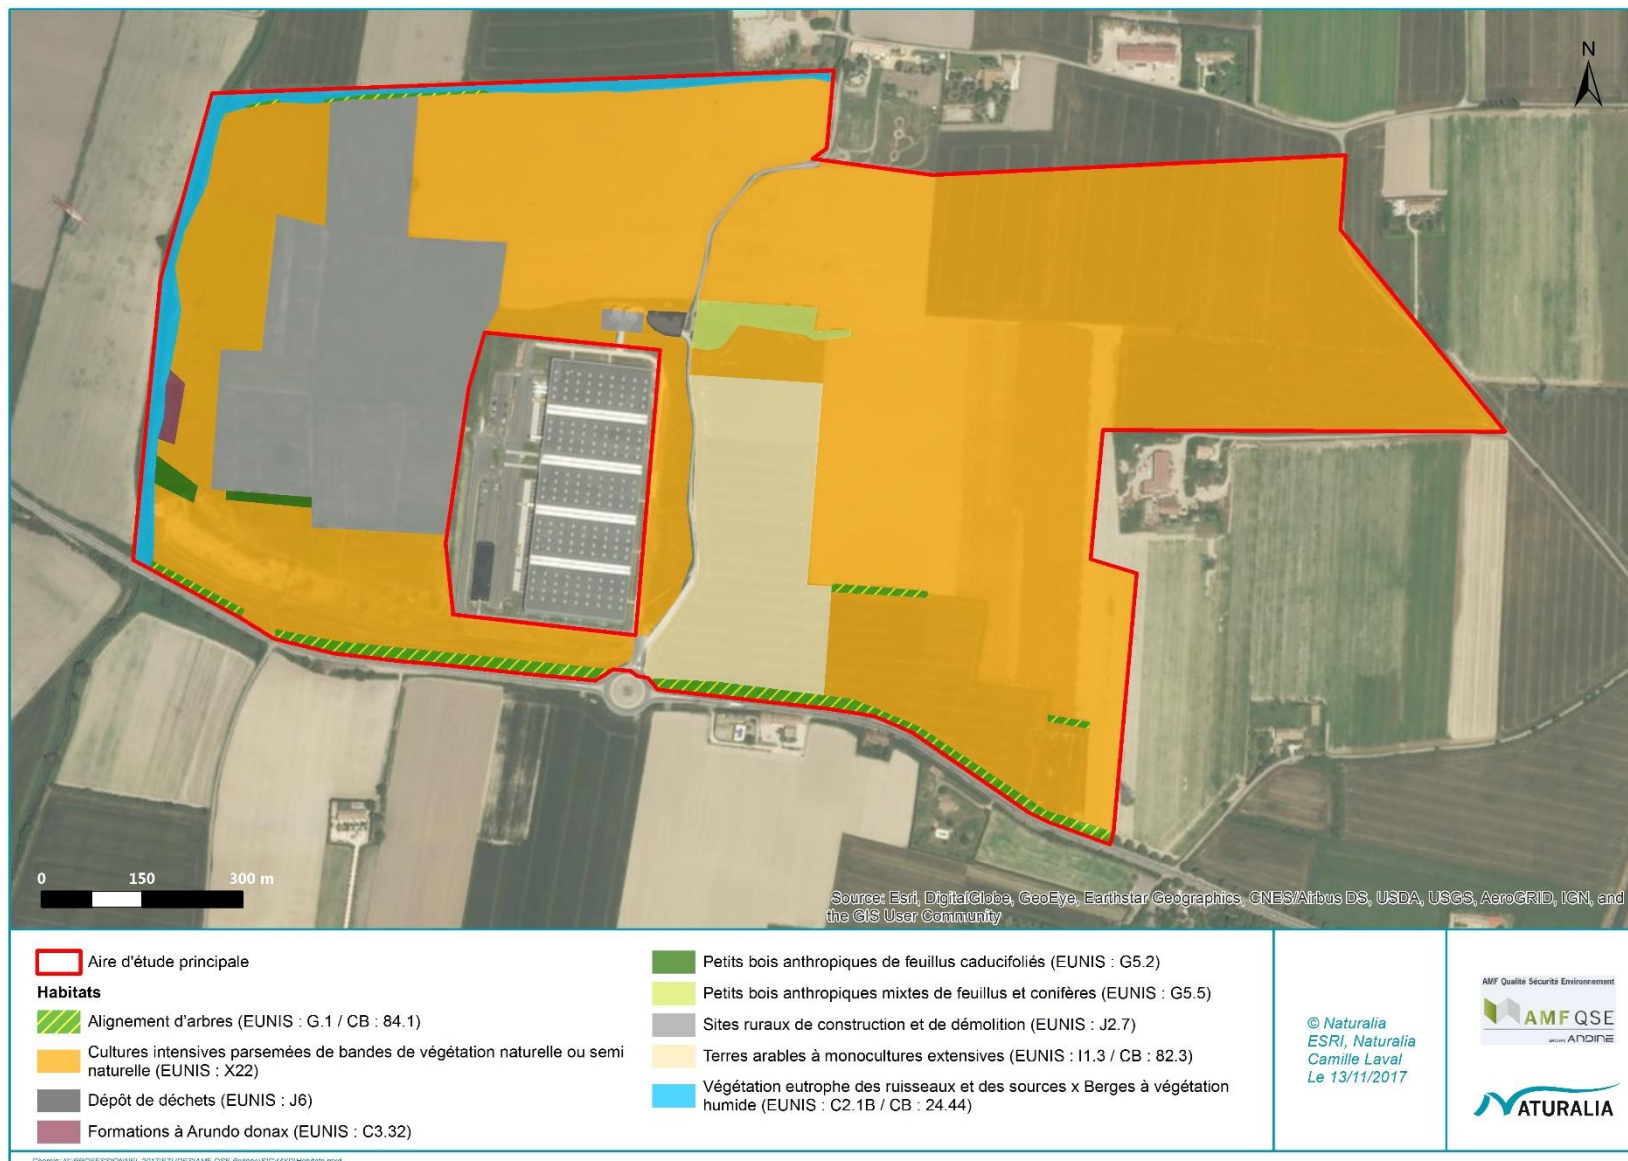 N
0 150 300 m
Source: Esri, DigitalGlobe, GeoEye, Earthstar Geographics, CNES/Airbus DS, USDA, USGS, AeroGRID, IGN, and
the GIS User Community
Aire d'étude principale
Habitats
Alignement d'arbres (EUNIS : G.1 / CB : 84.1)
Cultures intensives parsemées de bandes de végétation naturelle ou semi
naturelle (EUNIS : X22)
Dépôt de déchets (EUNIS : J6)
Formations à Arundo donax (EUNIS : C3.32)
Petits bois anthropiques de feuillus caducifoliés (EUNIS : G5.2)
Petits bois anthropiques mixtes de feuillus et conifères (EUNIS : G5.5)
Sites ruraux de construction et de démolition (EUNIS : J2.7)
Terres arables à monocultures extensives (EUNIS : I1.3 / CB : 82.3)
Végétation eutrophe des ruisseaux et des sources x Berges à végétation
humide (EUNIS : C2.1B / CB : 24.44)
© Naturalia
ESRI, Naturalia
Camille Laval
Le 13/11/2017
AMF Qualité Sécurité Environnement
AMF QSE
GROUPE ANDINE
NATURALIA